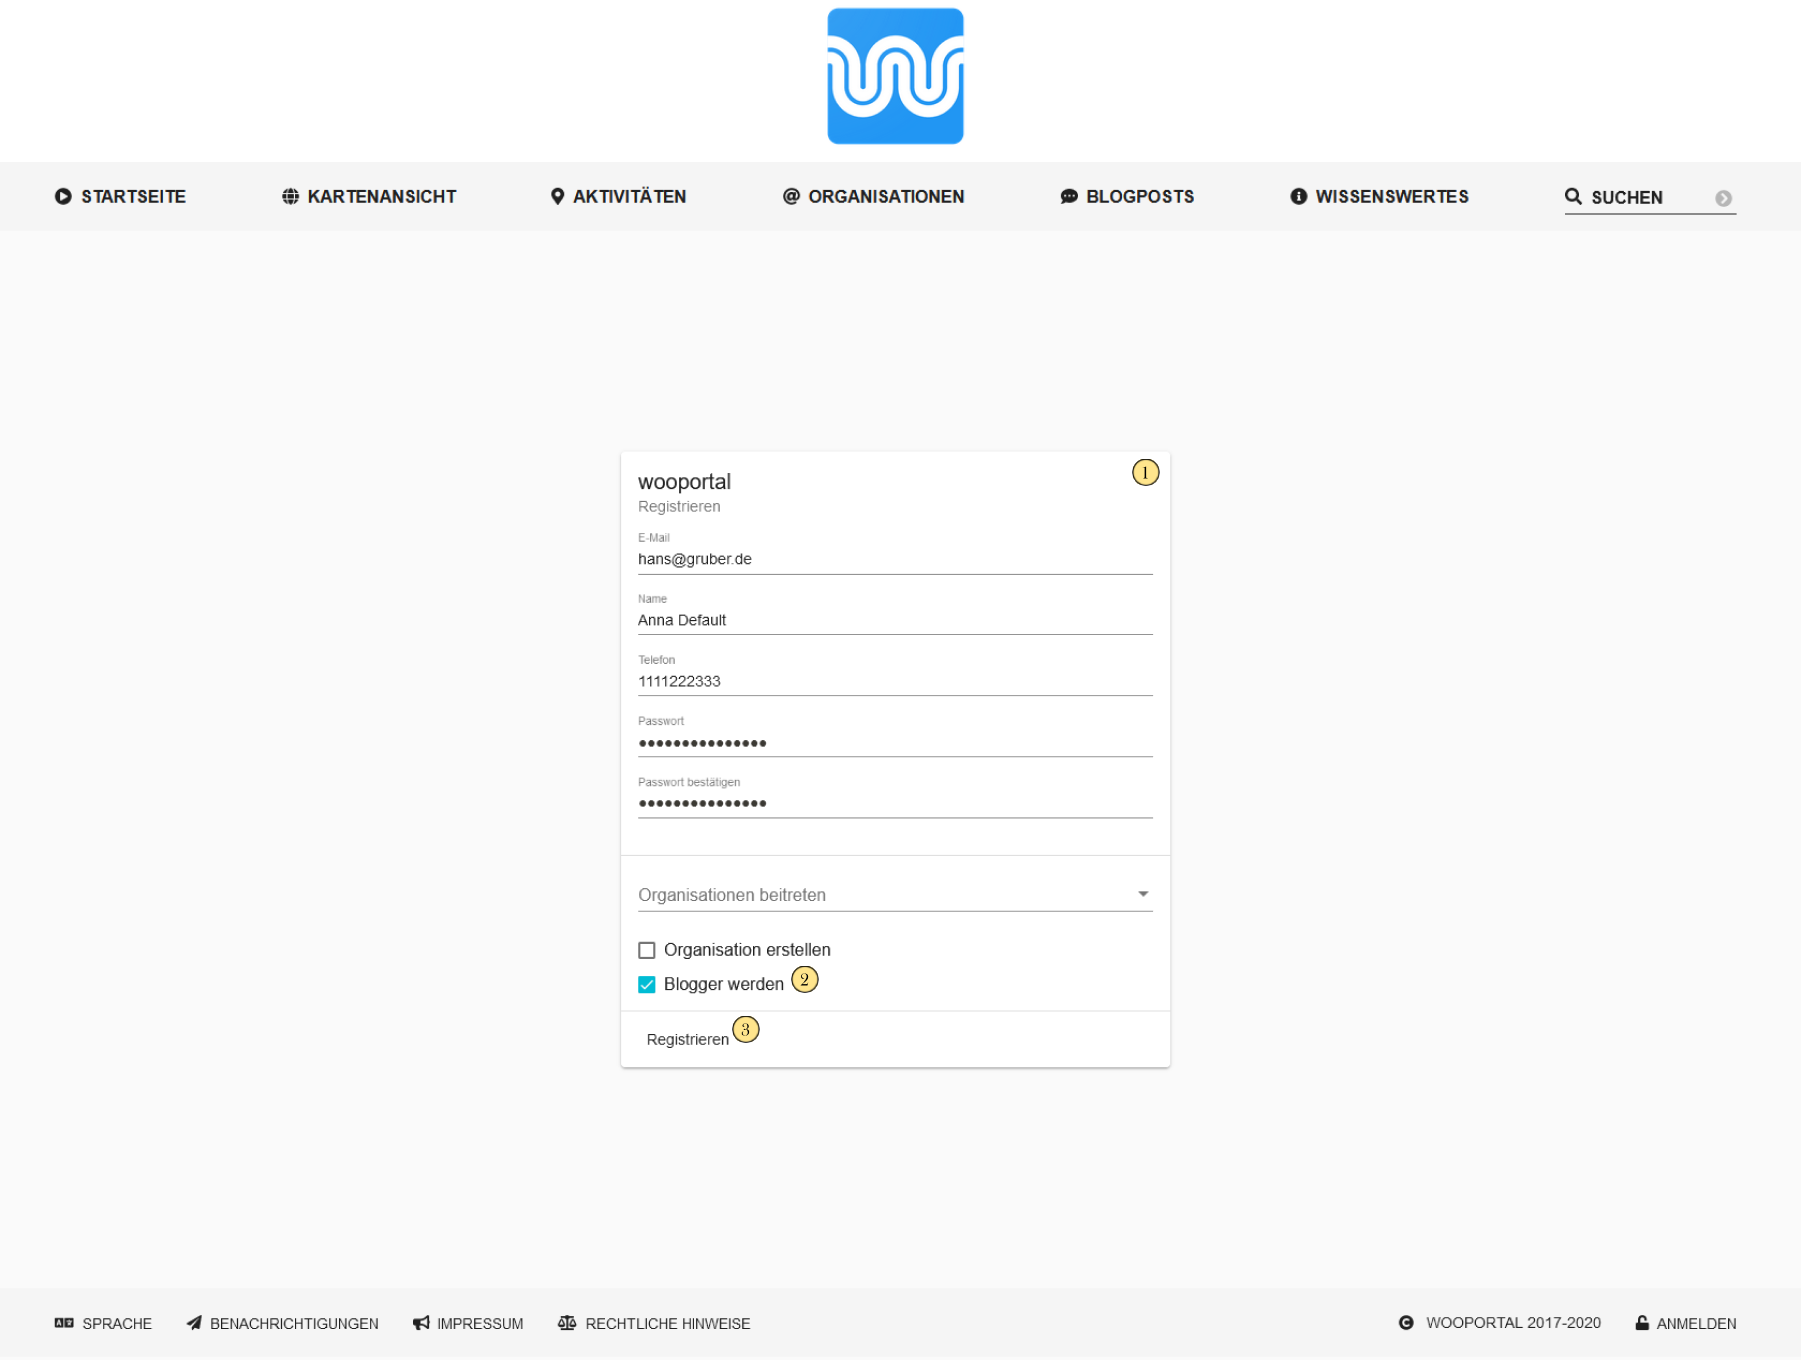 STARTSEITE KARTENANSICHT AKTIVITÄTEN ORGANISATIONEN BLOGPOSTS WISSENSWERTES SUCHEN
wooportal 1
Registrieren
E-Mail
hans@gruber.de
Name
Anna Default
Telefon
1111222333
Passwort
•••••••••••••••
Passwort bestätigen
•••••••••••••••
Organisationen beitreten
Organisation erstellen
Blogger werden 2
Registrieren 3
SPRACHE BENACHRICHTIGUNGEN IMPRESSUM RECHTLICHE HINWEISE WOOPORTAL 2017-2020 ANMELDEN